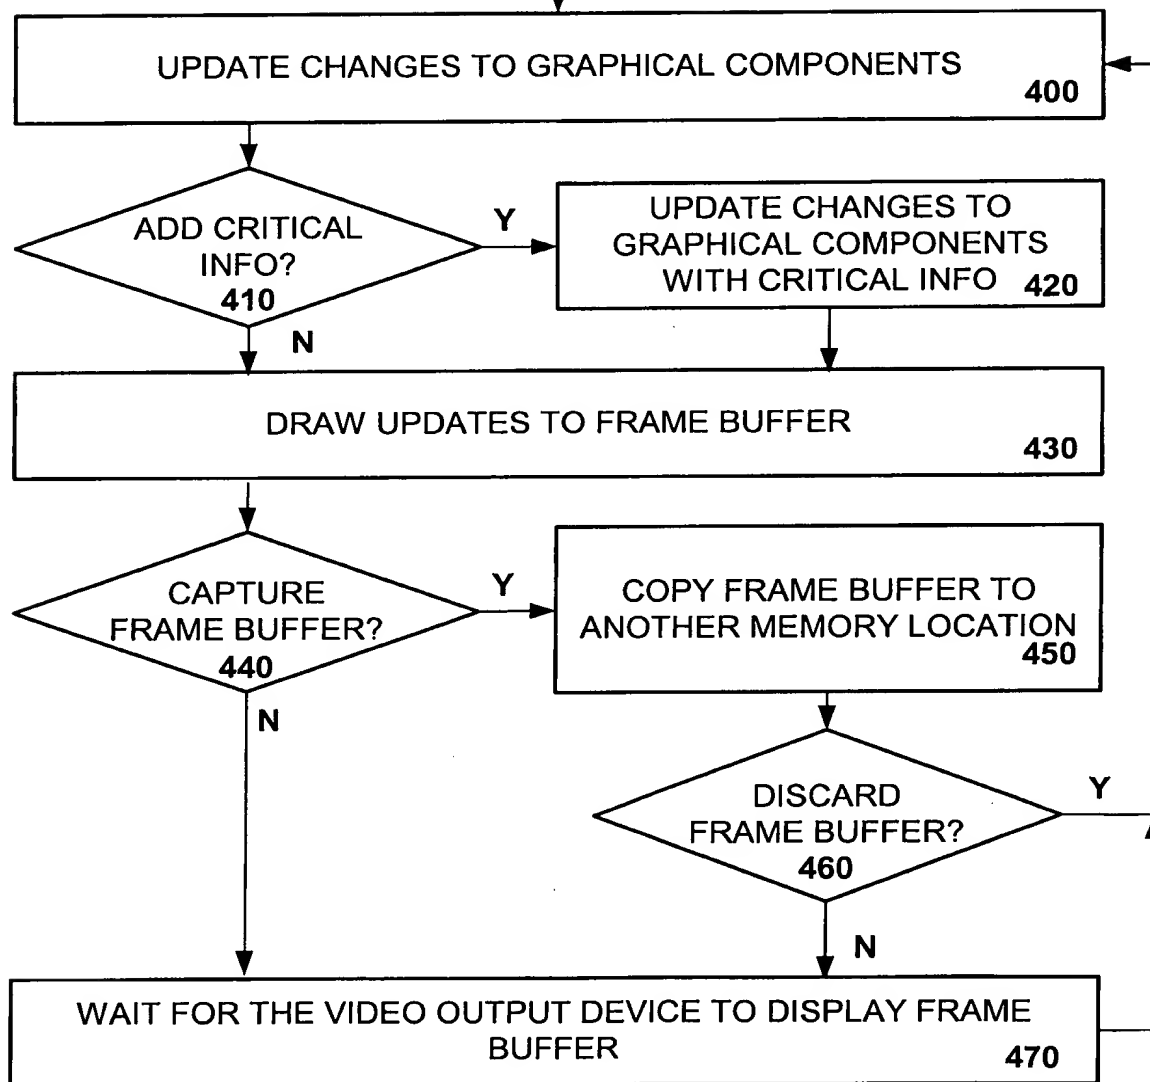 UPDATE CHANGES TO GRAPHICAL COMPONENTS
400
ADD CRITICAL
INFO?
410
Y
N
UPDATE CHANGES TO
GRAPHICAL COMPONENTS
WITH CRITICAL INFO 420
DRAW UPDATES TO FRAME BUFFER
430
CAPTURE
FRAME BUFFER?
440
Y
N
COPY FRAME BUFFER TO
ANOTHER MEMORY LOCATION
450
DISCARD
FRAME BUFFER?
460
Y
N
WAIT FOR THE VIDEO OUTPUT DEVICE TO DISPLAY FRAME
BUFFER
470